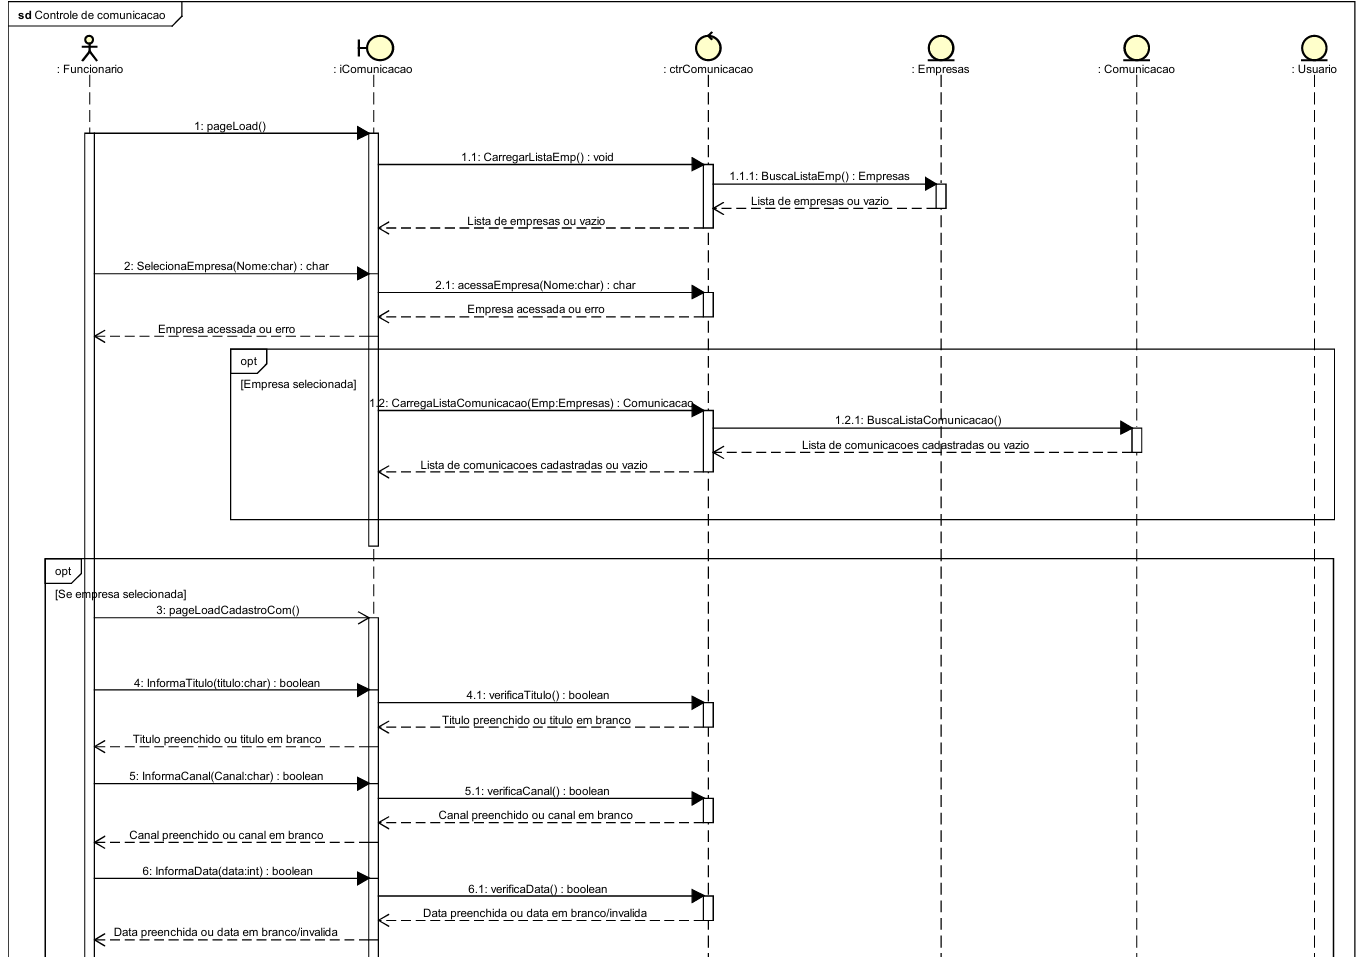 sd Controle de comunicacao
: Funcionario
: iComunicacao
: ctrComunicacao
: Empresas
: Comunicacao
: Usuario
1: pageLoad()
1.1: CarregarListaEmp() : void
1.1.1: BuscaListaEmp() : Empresas
Lista de empresas ou vazio
Lista de empresas ou vazio
2: SelecionaEmpresa(Nome:char) : char
2.1: acessaEmpresa(Nome:char) : char
Empresa acessada ou erro
Empresa acessada ou erro
opt
[Empresa selecionada]
1.2: CarregaListaComunicacao(Emp:Empresas) : Comunicacao
1.2.1: BuscaListaComunicacao()
Lista de comunicacoes cadastradas ou vazio
Lista de comunicacoes cadastradas ou vazio
opt
[Se empresa selecionada]
3: pageLoadCadastroCom()
4: InformaTitulo(titulo:char) : boolean
4.1: verificaTitulo() : boolean
Titulo preenchido ou titulo em branco
Titulo preenchido ou titulo em branco
5: InformaCanal(Canal:char) : boolean
5.1: verificaCanal() : boolean
Canal preenchido ou canal em branco
Canal preenchido ou canal em branco
6: InformaData(data:int) : boolean
6.1: verificaData() : boolean
Data preenchida ou data em branco/invalida
Data preenchida ou data em branco/invalida